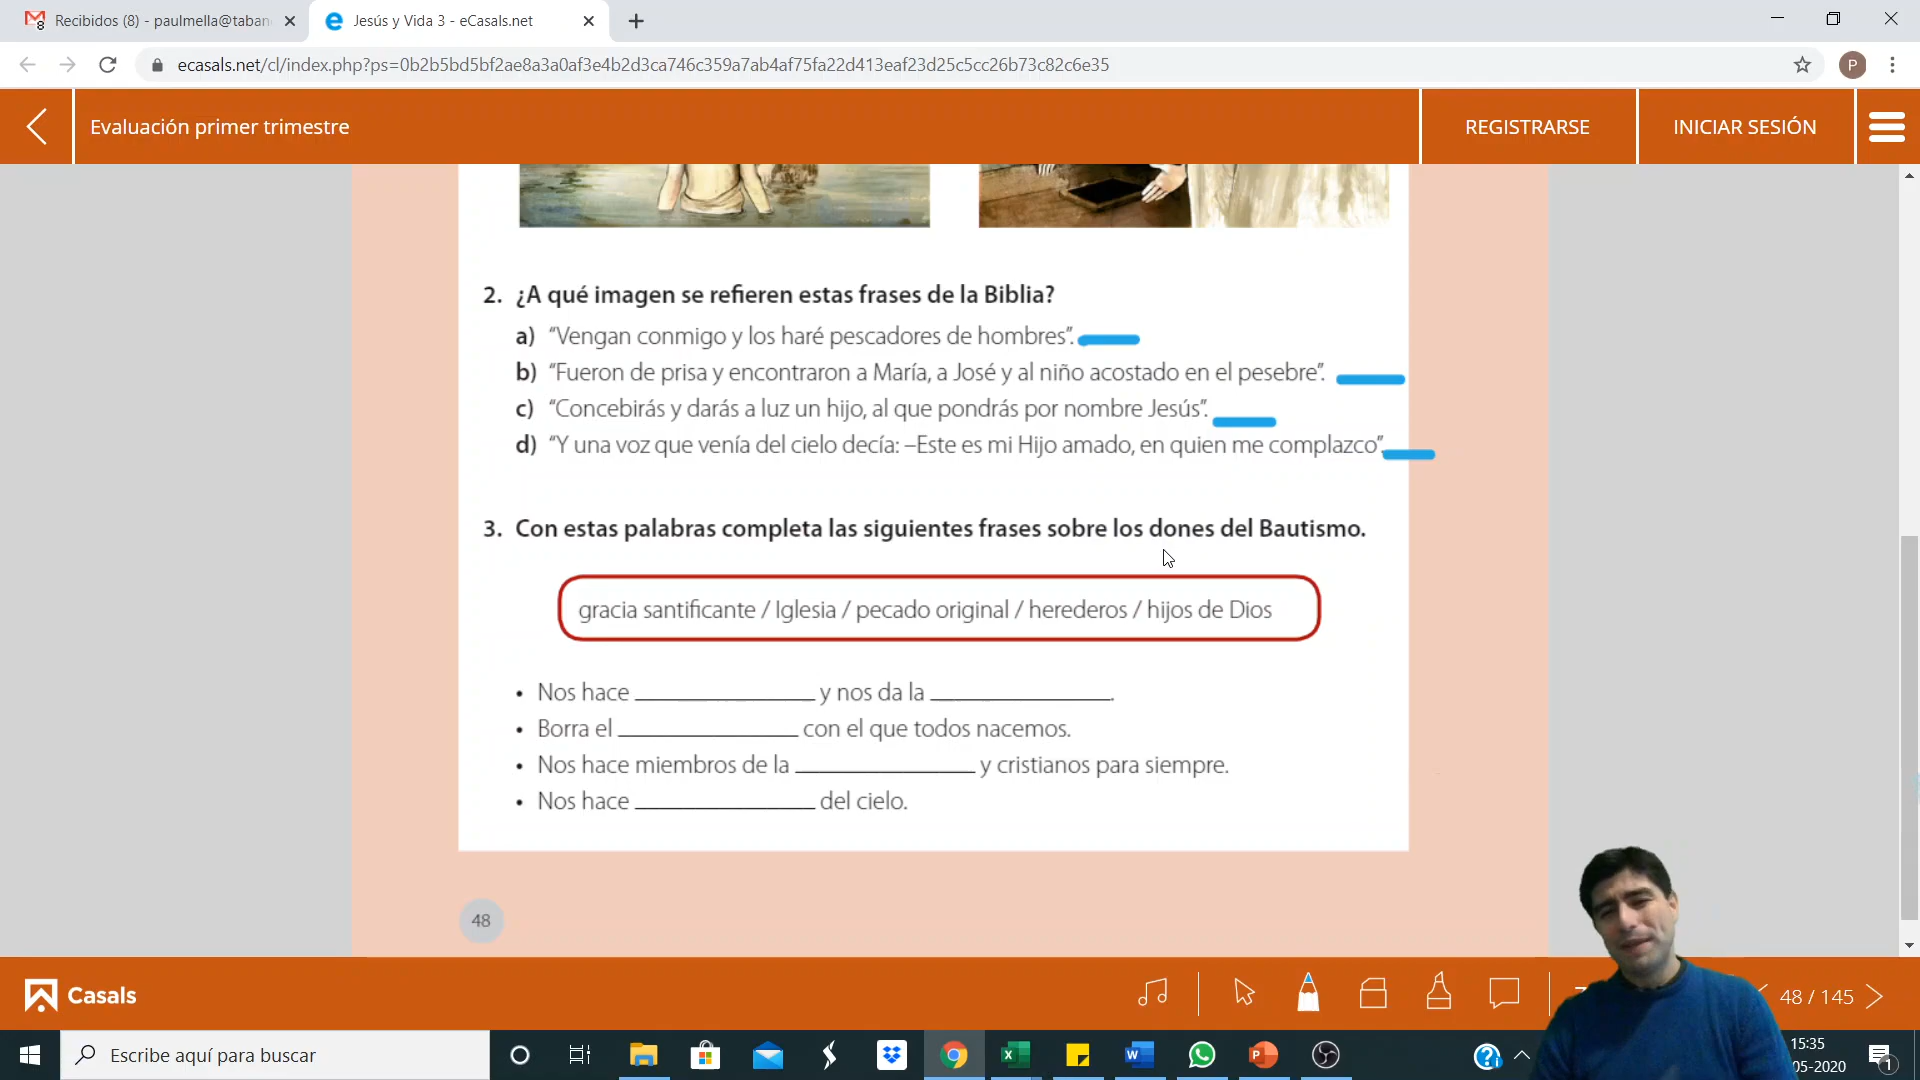 Recibidos (8) - paulmella@taban
Jesús y Vida 3 - eCasals.net
ecasals.net/cl/index.php?ps=0b2b5bd5bf2ae8a3a0af3e4b2d3ca746c359a7ab4af75fa22d413eaf23d25c5cc26b73c82c6e35
P
Evaluación primer trimestre
REGISTRARSE
INICIAR SESIÓN
2. ¿A qué imagen se refieren estas frases de la Biblia?
a) “Vengan conmigo y los haré pescadores de hombres”.
b) “Fueron de prisa y encontraron a María, a José y al niño acostado en el pesebre”.
c) “Concebirás y darás a luz un hijo, al que pondrás por nombre Jesús”.
d) “Y una voz que venía del cielo decía: –Este es mi Hijo amado, en quien me complazco”.
3. Con estas palabras completa las siguientes frases sobre los dones del Bautismo.
gracia santificante / Iglesia / pecado original / herederos / hijos de Dios
• Nos hace _______________ y nos da la _______________.
• Borra el _______________ con el que todos nacemos.
• Nos hace miembros de la _______________ y cristianos para siempre.
• Nos hace _______________ del cielo.
48
Casals
48 / 145
Escribe aquí para buscar
15:35
05-2020
1